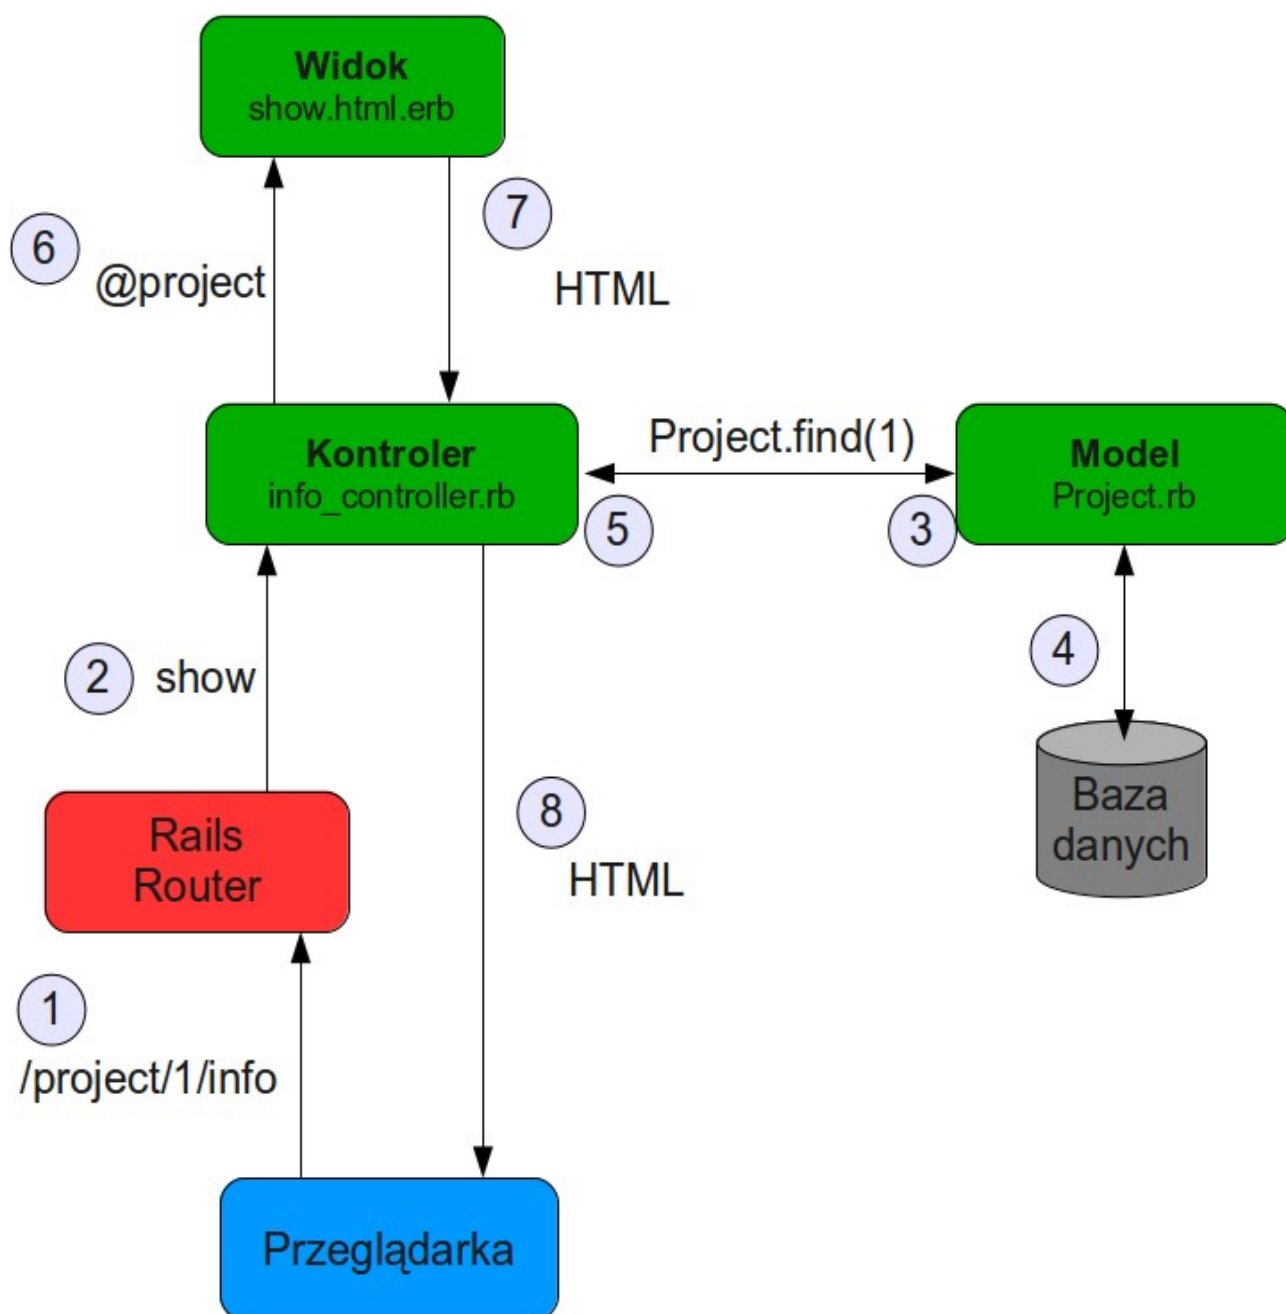 Widok
show.html.erb
7
6
@project
HTML
Project.find(1)
Kontroler
info_controller.rb
Model
Project.rb
5
3
4
2
show
Baza
danych
8
HTML
Rails
Router
1
/project/1/info
Przeglądarka